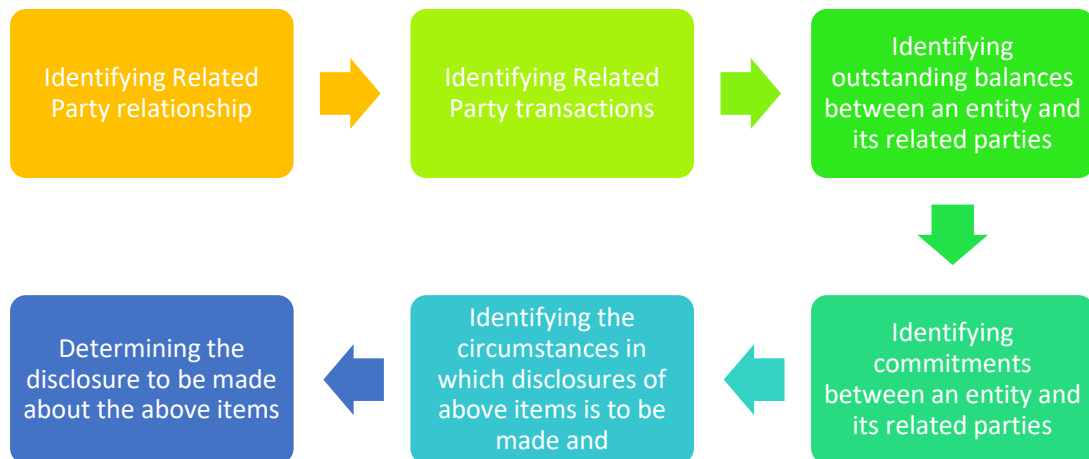 Identifying Related
Party relationship
Identifying Related
Party transactions
Identifying
outstanding balances
between an entity and
its related parties
Identifying
commitments
between an entity and
its related parties
Identifying the
circumstances in
which disclosures of
above items is to be
made and
Determining the
disclosure to be made
about the above items